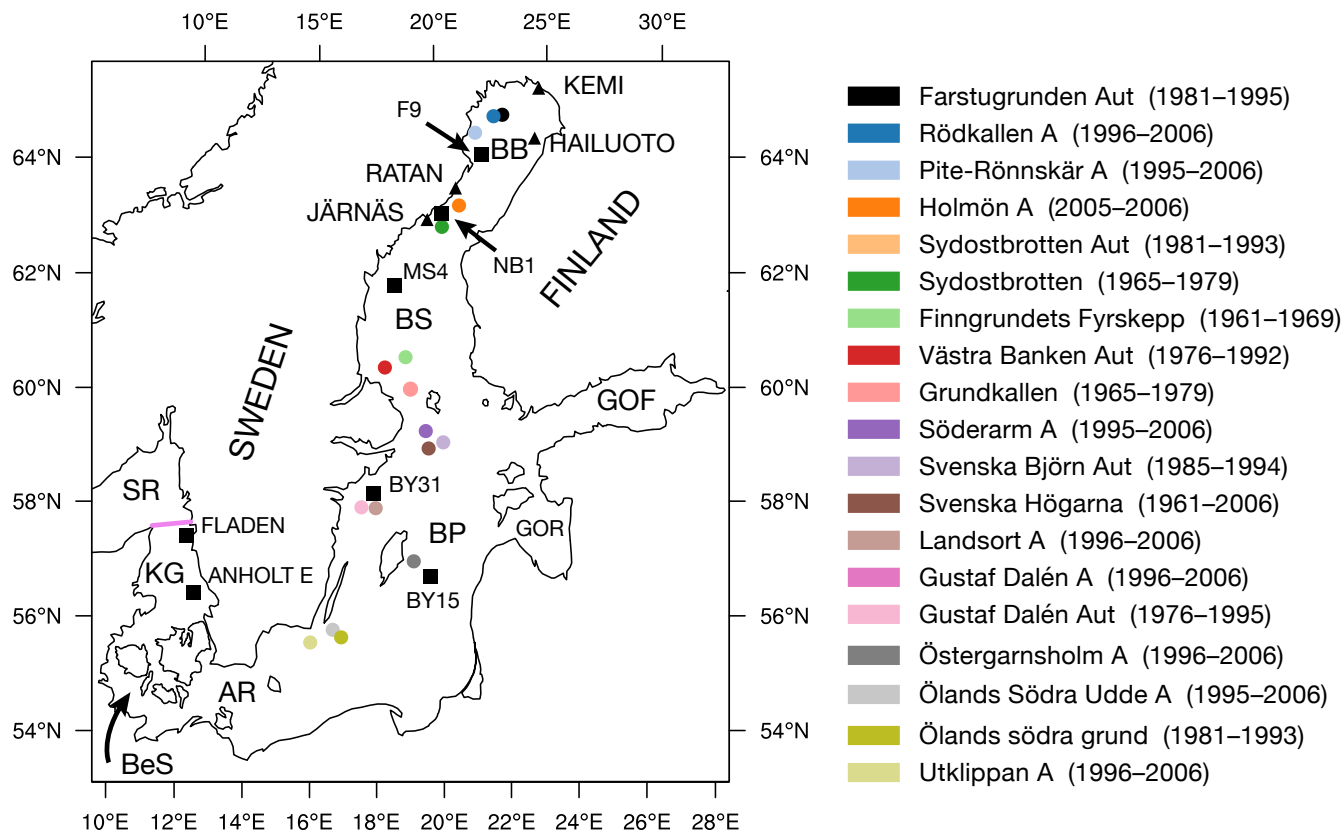 10°E 15°E 20°E 25°E 30°E
KEMI
F9
BB
HAILUOTO
64°N 64°N
RATAN
JÄRNÄS
NB1
FINLAND
62°N 62°N
MS4
BS
SWEDEN
60°N 60°N
GOF
SR
BY31
58°N 58°N
FLADEN
BP
GOR
KG
ANHOLT E
BY15
56°N 56°N
AR
54°N 54°N
BeS
10°E 12°E 14°E 16°E 18°E 20°E 22°E 24°E 26°E 28°E
Farstugrunden Aut (1981–1995)
Rödkallen A (1996–2006)
Pite-Rönnskär A (1995–2006)
Holmön A (2005–2006)
Sydostbrotten Aut (1981–1993)
Sydostbrotten (1965–1979)
Finngrundets Fyrskepp (1961–1969)
Västra Banken Aut (1976–1992)
Grundkallen (1965–1979)
Söderarm A (1995–2006)
Svenska Björn Aut (1985–1994)
Svenska Högarna (1961–2006)
Landsort A (1996–2006)
Gustaf Dalén A (1996–2006)
Gustaf Dalén Aut (1976–1995)
Östergarnsholm A (1996–2006)
Ölands Södra Udde A (1995–2006)
Ölands södra grund (1981–1993)
Utklippan A (1996–2006)